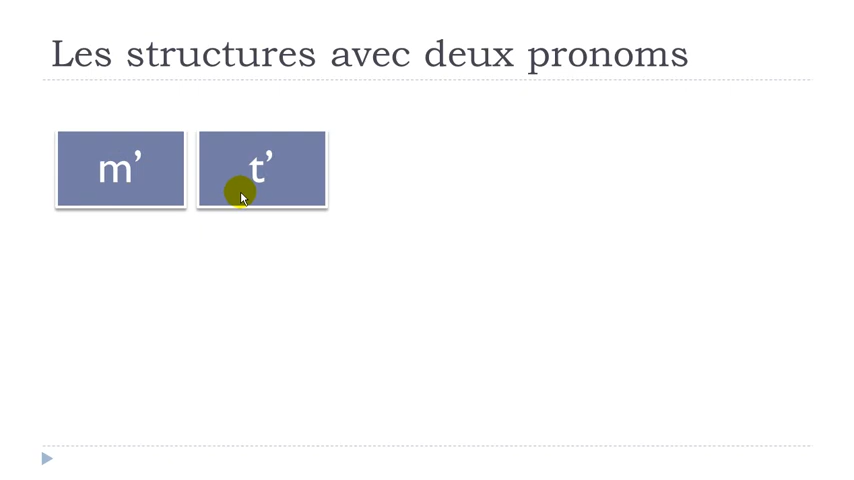 Les structures avec deux pronoms
m’ t’